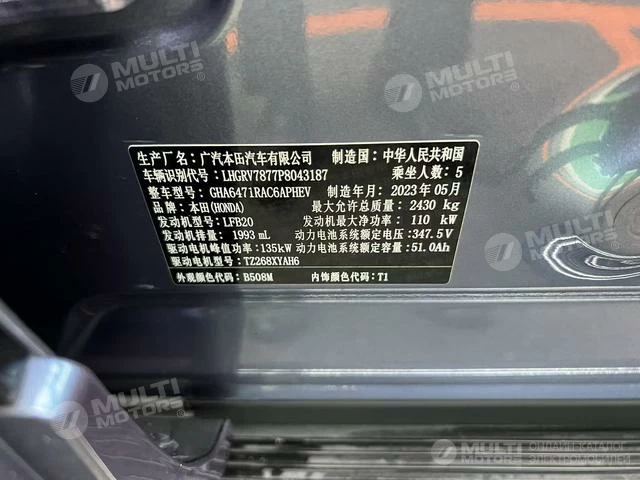 MULTI MOTORS®
MULTI MOTORS®
生产厂名：广汽本田汽车有限公司 制造国：中华人民共和国
车辆识别代号：LHGRV7877P8043187 乘坐人数：5
整车型号：GHA6471RAC6APHEV 制造年月：2023年05月
品牌：本田(HONDA) 最大允许总质量：2430 kg
发动机型号：LFB20 发动机最大净功率：110 kW
发动机排量：1993 mL 动力电池系统额定电压：347.5V
驱动电机峰值功率：135kW 动力电池系统额定容量：51.0Ah
驱动电机型号：TZ268XYAH6
外观颜色代码：B508M 内饰颜色代码：T1
MULTI MOTORS®
MULTI MOTORS®
MULTI MOTORS
ОНЛАЙН-КАТАЛОГ
ЭЛЕКТРОМОБИЛЕЙ